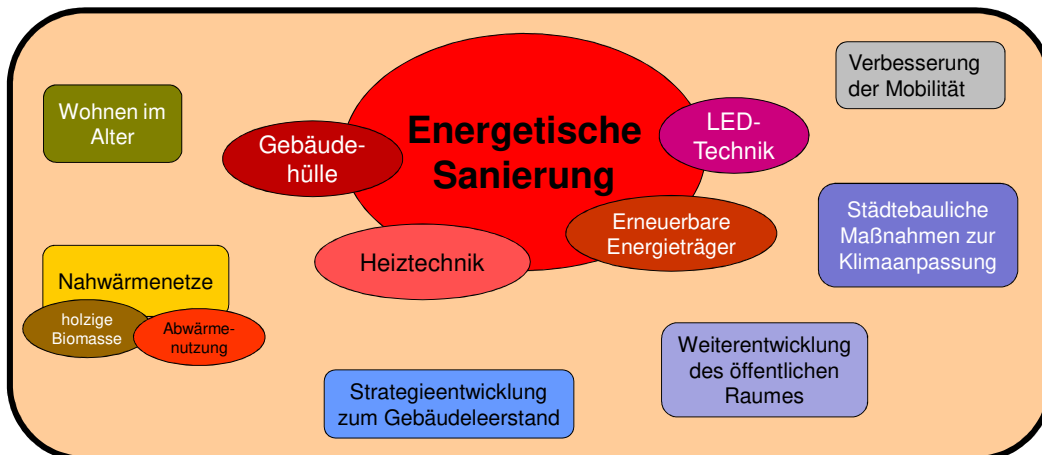 Energetische
Sanierung
Gebäude-
hülle
LED-
Technik
Heiztechnik
Erneuerbare
Energieträger
Wohnen im
Alter
Verbesserung
der Mobilität
Städtebauliche
Maßnahmen zur
Klimaanpassung
Nahwärmenetze
holzige
Biomasse
Abwärme-
nutzung
Strategieentwicklung
zum Gebäudeleerstand
Weiterentwicklung
des öffentlichen
Raumes